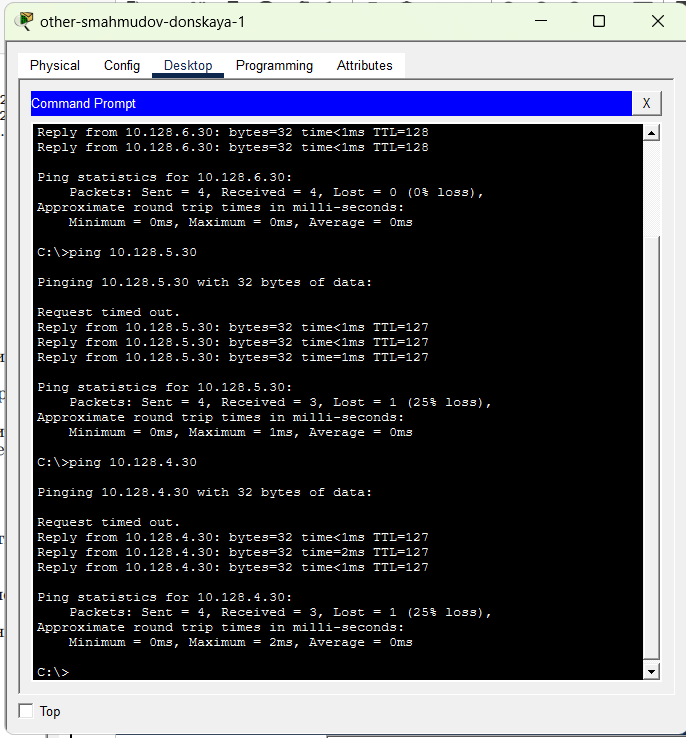 other-smahmudov-donskaya-1
Physical Config Desktop Programming Attributes
Command Prompt X
Reply from 10.128.6.30: bytes=32 time<1ms TTL=128
Reply from 10.128.6.30: bytes=32 time<1ms TTL=128
Ping statistics for 10.128.6.30:
Packets: Sent = 4, Received = 4, Lost = 0 (0% loss),
Approximate round trip times in milli-seconds:
Minimum = 0ms, Maximum = 0ms, Average = 0ms
C:\>ping 10.128.5.30
Pinging 10.128.5.30 with 32 bytes of data:
Request timed out.
Reply from 10.128.5.30: bytes=32 time<1ms TTL=127
Reply from 10.128.5.30: bytes=32 time<1ms TTL=127
Reply from 10.128.5.30: bytes=32 time=1ms TTL=127
Ping statistics for 10.128.5.30:
Packets: Sent = 4, Received = 3, Lost = 1 (25% loss),
Approximate round trip times in milli-seconds:
Minimum = 0ms, Maximum = 1ms, Average = 0ms
C:\>ping 10.128.4.30
Pinging 10.128.4.30 with 32 bytes of data:
Request timed out.
Reply from 10.128.4.30: bytes=32 time<1ms TTL=127
Reply from 10.128.4.30: bytes=32 time=2ms TTL=127
Reply from 10.128.4.30: bytes=32 time<1ms TTL=127
Ping statistics for 10.128.4.30:
Packets: Sent = 4, Received = 3, Lost = 1 (25% loss),
Approximate round trip times in milli-seconds:
Minimum = 0ms, Maximum = 2ms, Average = 0ms
C:\>
Top